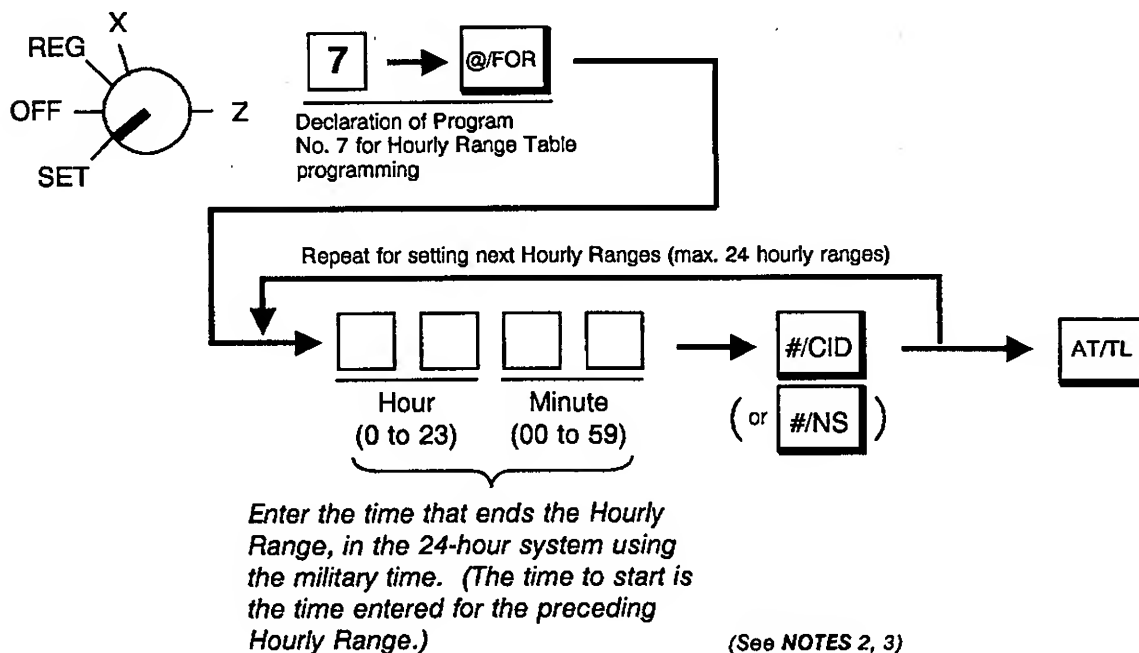 X
REG
OFF
Z
SET
7
@/FOR
Declaration of Program
No. 7 for Hourly Range Table
programming
Repeat for setting next Hourly Ranges (max. 24 hourly ranges)
#/CID
AT/TL
Hour
(0 to 23)
Minute
(00 to 59)
( or #/NS )
Enter the time that ends the Hourly
Range, in the 24-hour system using
the military time. (The time to start is
the time entered for the preceding
Hourly Range.)
(See NOTES 2, 3)